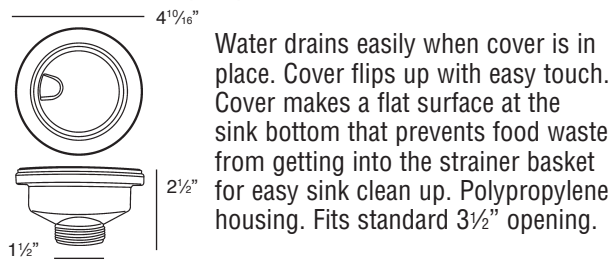 4 10/16”
Water drains easily when cover is in
place. Cover flips up with easy touch.
Cover makes a flat surface at the
sink bottom that prevents food waste
from getting into the strainer basket
for easy sink clean up. Polypropylene
housing. Fits standard 3½” opening.
2½”
1½”